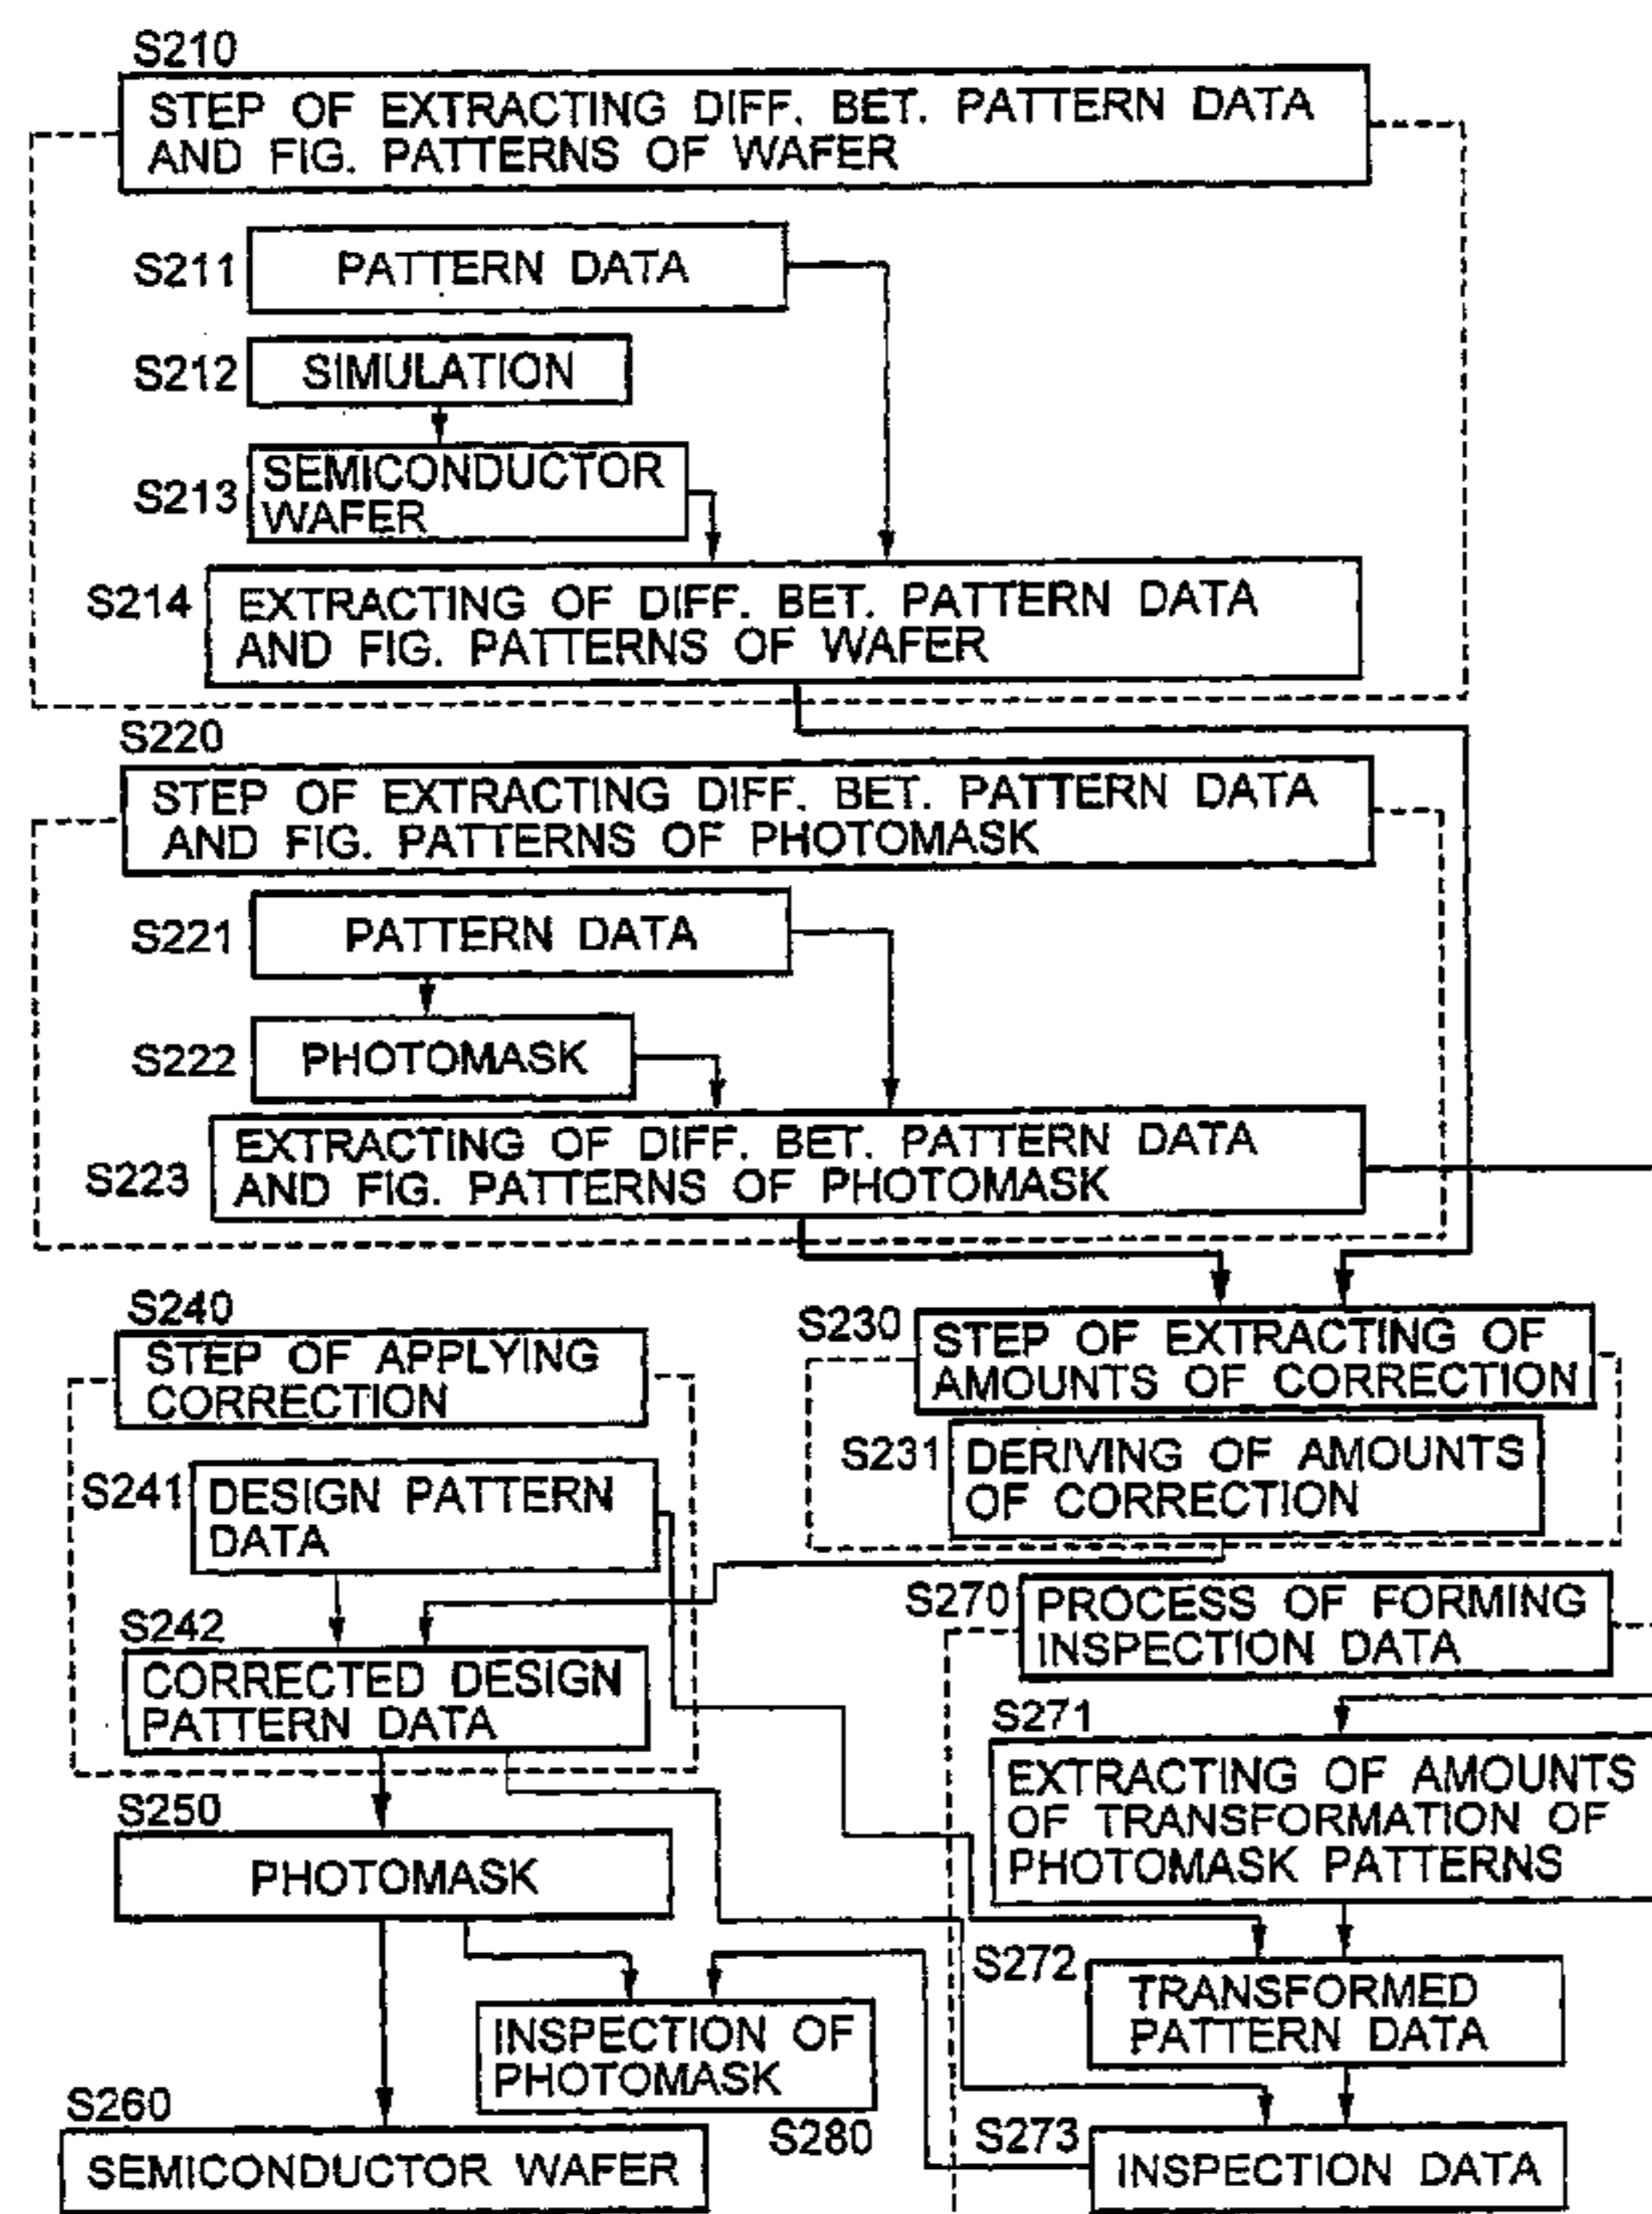 S210
STEP OF EXTRACTING DIFF. BET. PATTERN DATA
AND FIG. PATTERNS OF WAFER
S211
PATTERN DATA
S212
SIMULATION
S213
SEMICONDUCTOR
WAFER
S214
EXTRACTING OF DIFF. BET. PATTERN DATA
AND FIG. PATTERNS OF WAFER
S220
STEP OF EXTRACTING DIFF. BET. PATTERN DATA
AND FIG. PATTERNS OF PHOTOMASK
S221
PATTERN DATA
S222
PHOTOMASK
S223
EXTRACTING OF DIFF. BET. PATTERN DATA
AND FIG. PATTERNS OF PHOTOMASK
S240
STEP OF APPLYING
CORRECTION
S230
STEP OF EXTRACTING OF
AMOUNTS OF CORRECTION
S231
DERIVING OF AMOUNTS
OF CORRECTION
S241
DESIGN PATTERN
DATA
S242
CORRECTED DESIGN
PATTERN DATA
S270
PROCESS OF FORMING
INSPECTION DATA
S271
EXTRACTING OF AMOUNTS
OF TRANSFORMATION OF
PHOTOMASK PATTERNS
S250
PHOTOMASK
S272
TRANSFORMED
PATTERN DATA
INSPECTION OF
PHOTOMASK
S280
S260
SEMICONDUCTOR WAFER
S273
INSPECTION DATA